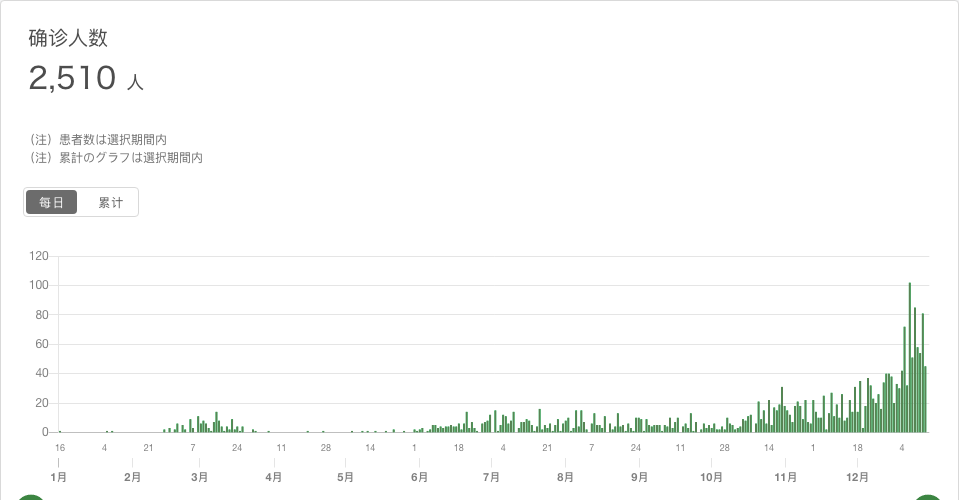 确诊人数
2,510 人
（注）患者数は選択期間内
（注）累計のグラフは選択期間内
每日 累计
120
100
80
60
40
20
0
16 4 21 7 24 11 28 14 1 18 4 21 7 24 11 28 14 1 18 4
1月 2月 3月 4月 5月 6月 7月 8月 9月 10月 11月 12月